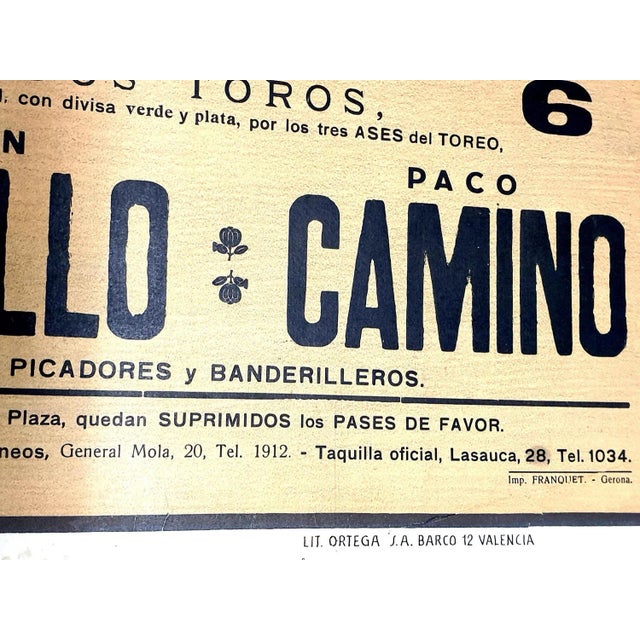 TOROS,
6
con divisa verde y plata, por los tres ASES del TOREO,
PACO
LLO CAMINO
PICADORES y BANDERILLEROS.
Plaza, quedan SUPRIMIDOS los PASES DE FAVOR.
neos, General Mola, 20, Tel. 1912. - Taquilla oficial, Lasauca, 28, Tel. 1034.
Imp. FRANQUET. - Gerona.
LIT. ORTEGA S.A. BARCO 12 VALENCIA